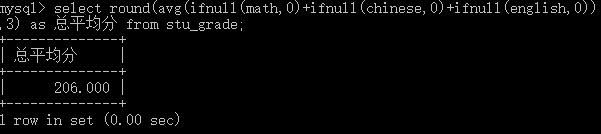 mysql> select round(avg(ifnull(math,0)+ifnull(chinese,0)+ifnull(english,0))
,3) as 总平均分 from stu_grade;
+--------------+
| 总平均分     |
+--------------+
|      206.000 |
+--------------+
1 row in set (0.00 sec)